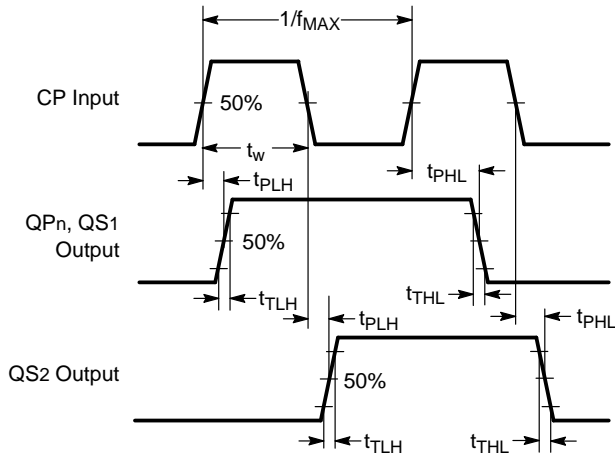 1/fMAX
CP Input
50%
tw
tPLH
tPHL
QPn, QS1
Output
50%
tTLH
tTHL
tPLH
tPHL
QS2 Output
50%
tTLH
tTHL